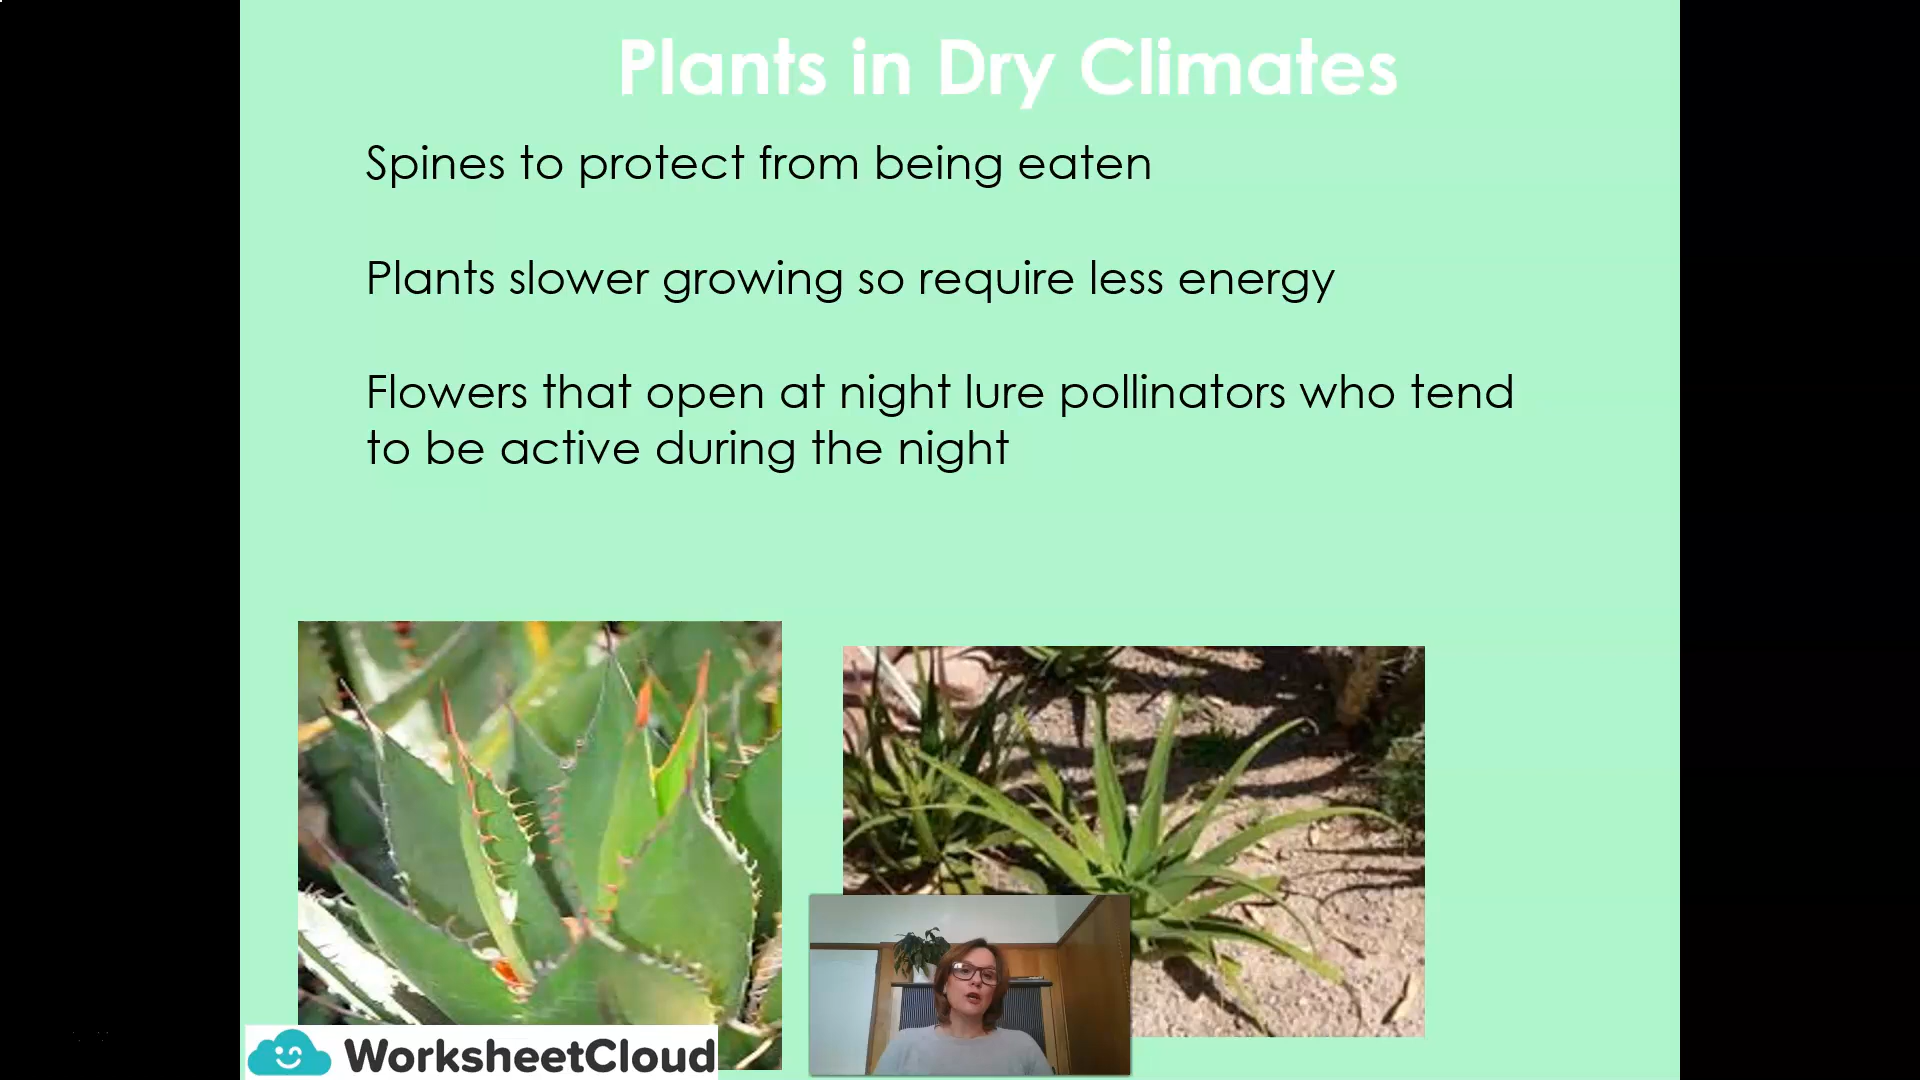 Plants in Dry Climates
Spines to protect from being eaten
Plants slower growing so require less energy
Flowers that open at night lure pollinators who tend
to be active during the night
WorksheetCloud